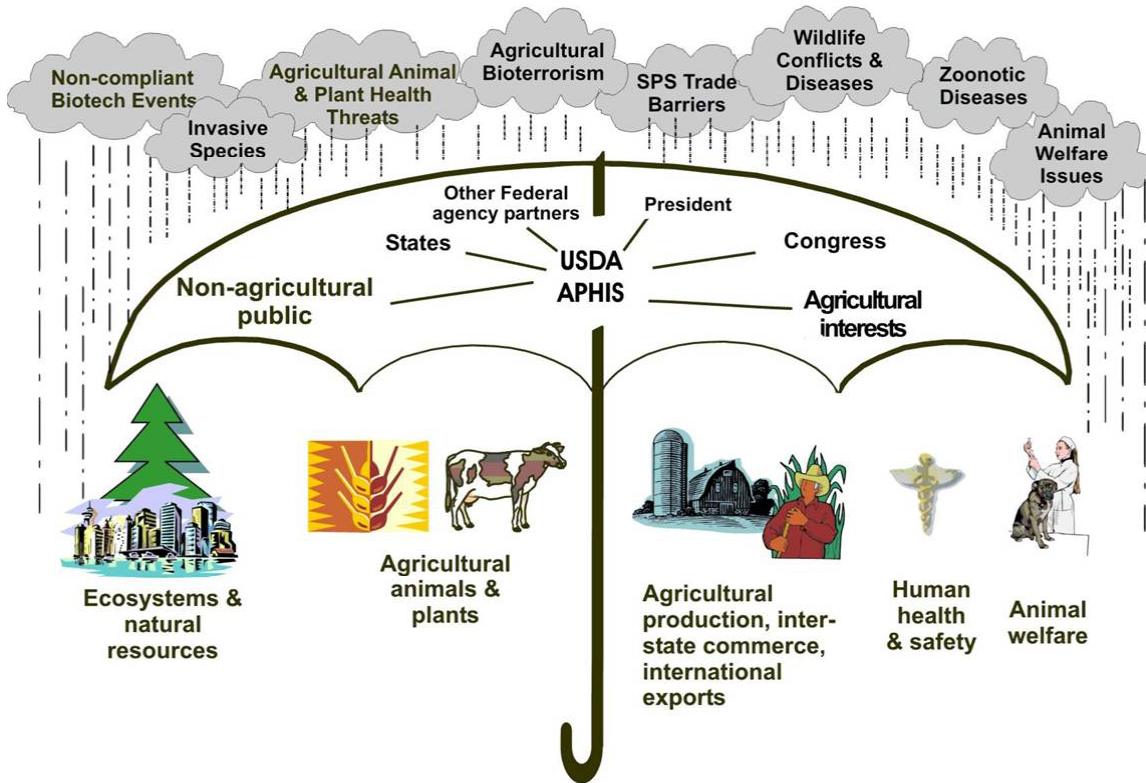 Non-compliant
Biotech Events
Invasive
Species
Agricultural Animal
& Plant Health
Threats
Agricultural
Bioterrorism
SPS Trade
Barriers
Wildlife
Conflicts &
Diseases
Zoonotic
Diseases
Animal
Welfare
Issues
Other Federal
agency partners
President
States
Congress
USDA
APHIS
Non-agricultural
public
Agricultural
interests
Ecosystems &
natural
resources
Agricultural
animals &
plants
Agricultural
production, inter-
state commerce,
international
exports
Human
health
& safety
Animal
welfare